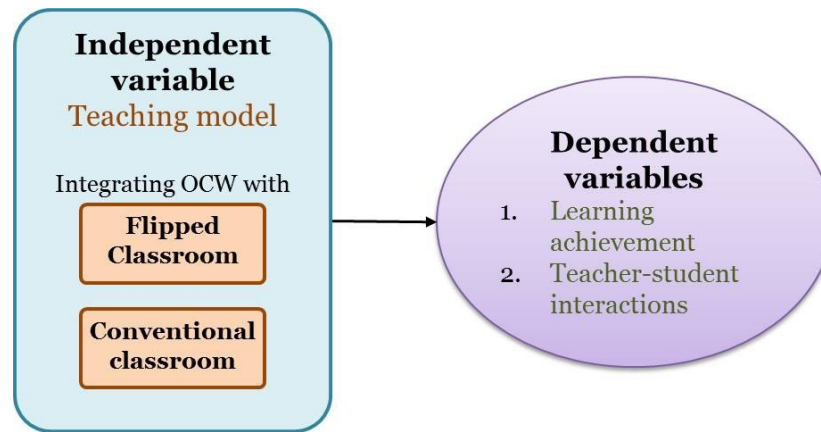 Independent
variable
Teaching model
Integrating OCW with
Flipped
Classroom
Conventional
classroom
Dependent
variables
1. Learning
achievement
2. Teacher-student
interactions